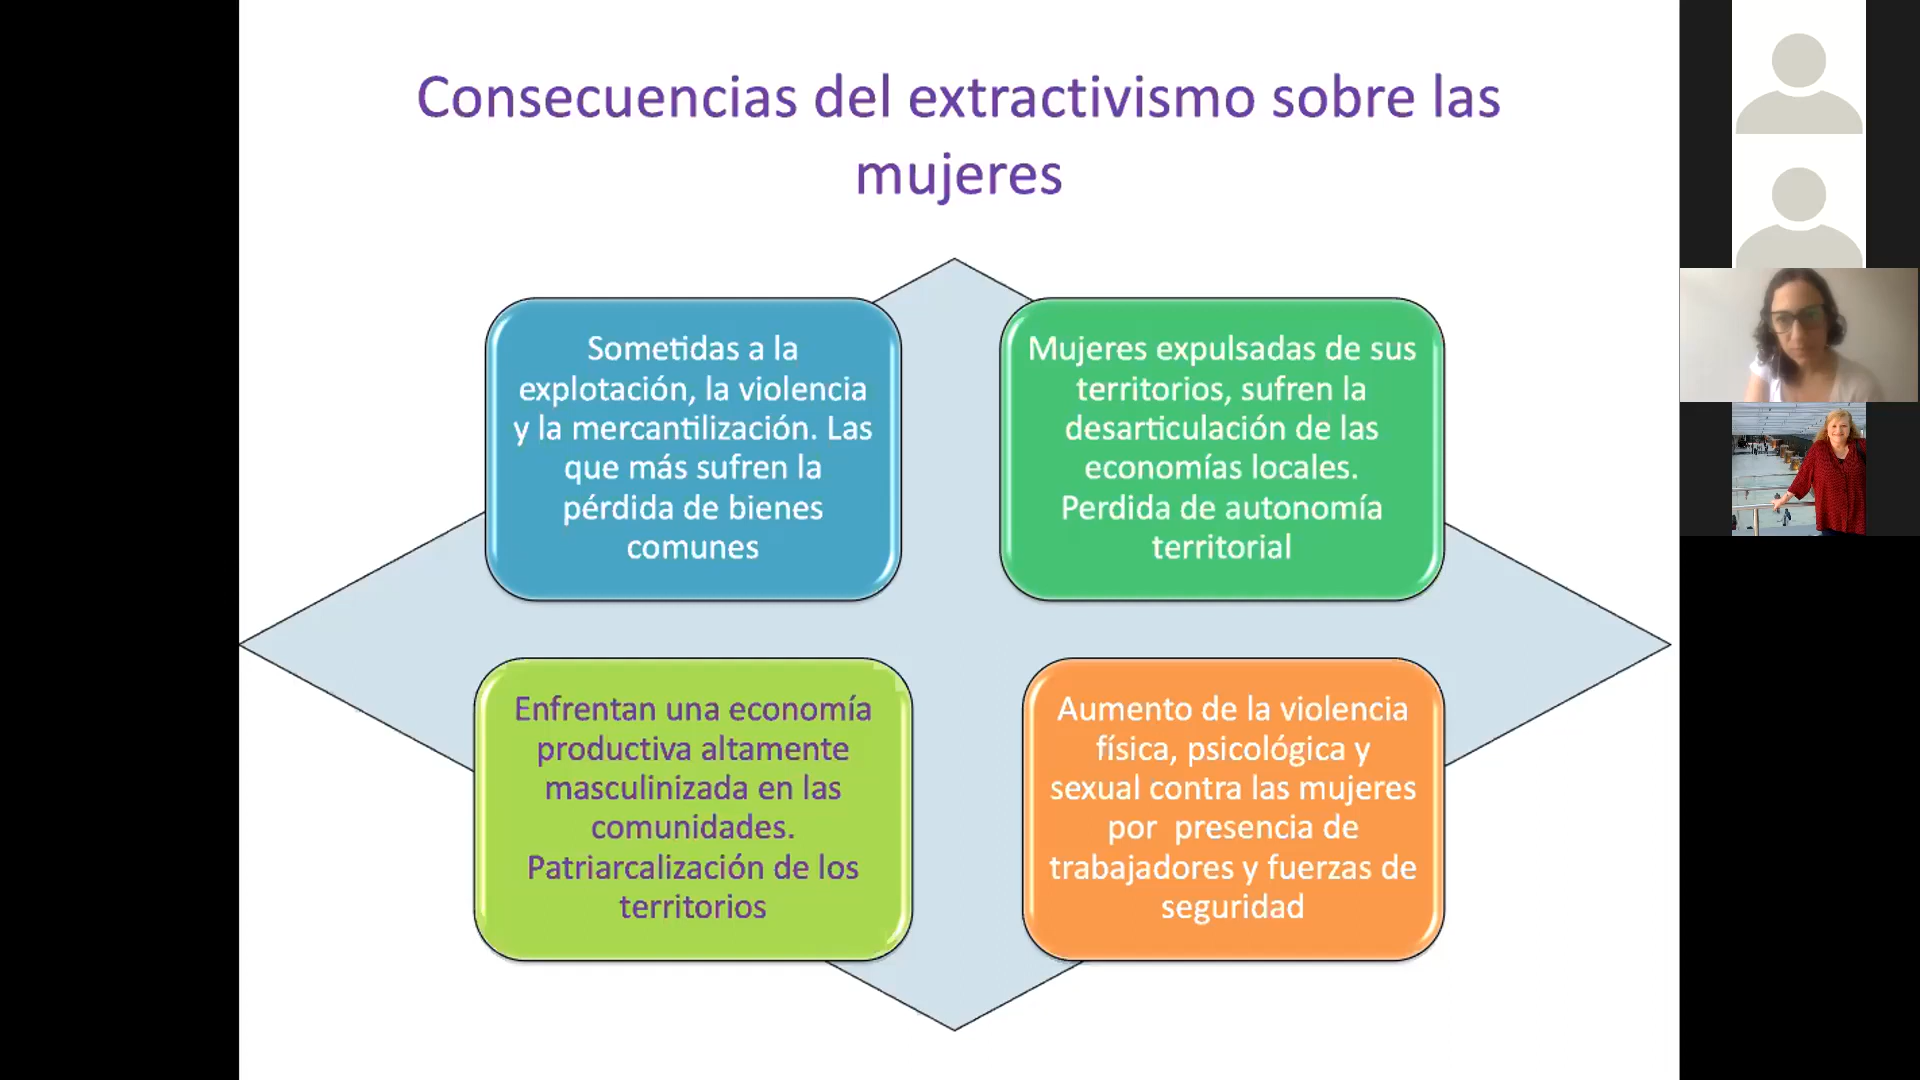 Consecuencias del extractivismo sobre las
mujeres
Sometidas a la
explotación, la violencia
y la mercantilización. Las
que más sufren la
pérdida de bienes
comunes
Mujeres expulsadas de sus
territorios, sufren la
desarticulación de las
economías locales.
Perdida de autonomía
territorial
Enfrentan una economía
productiva altamente
masculinizada en las
comunidades.
Patriarcalización de los
territorios
Aumento de la violencia
física, psicológica y
sexual contra las mujeres
por  presencia de
trabajadores y fuerzas de
seguridad